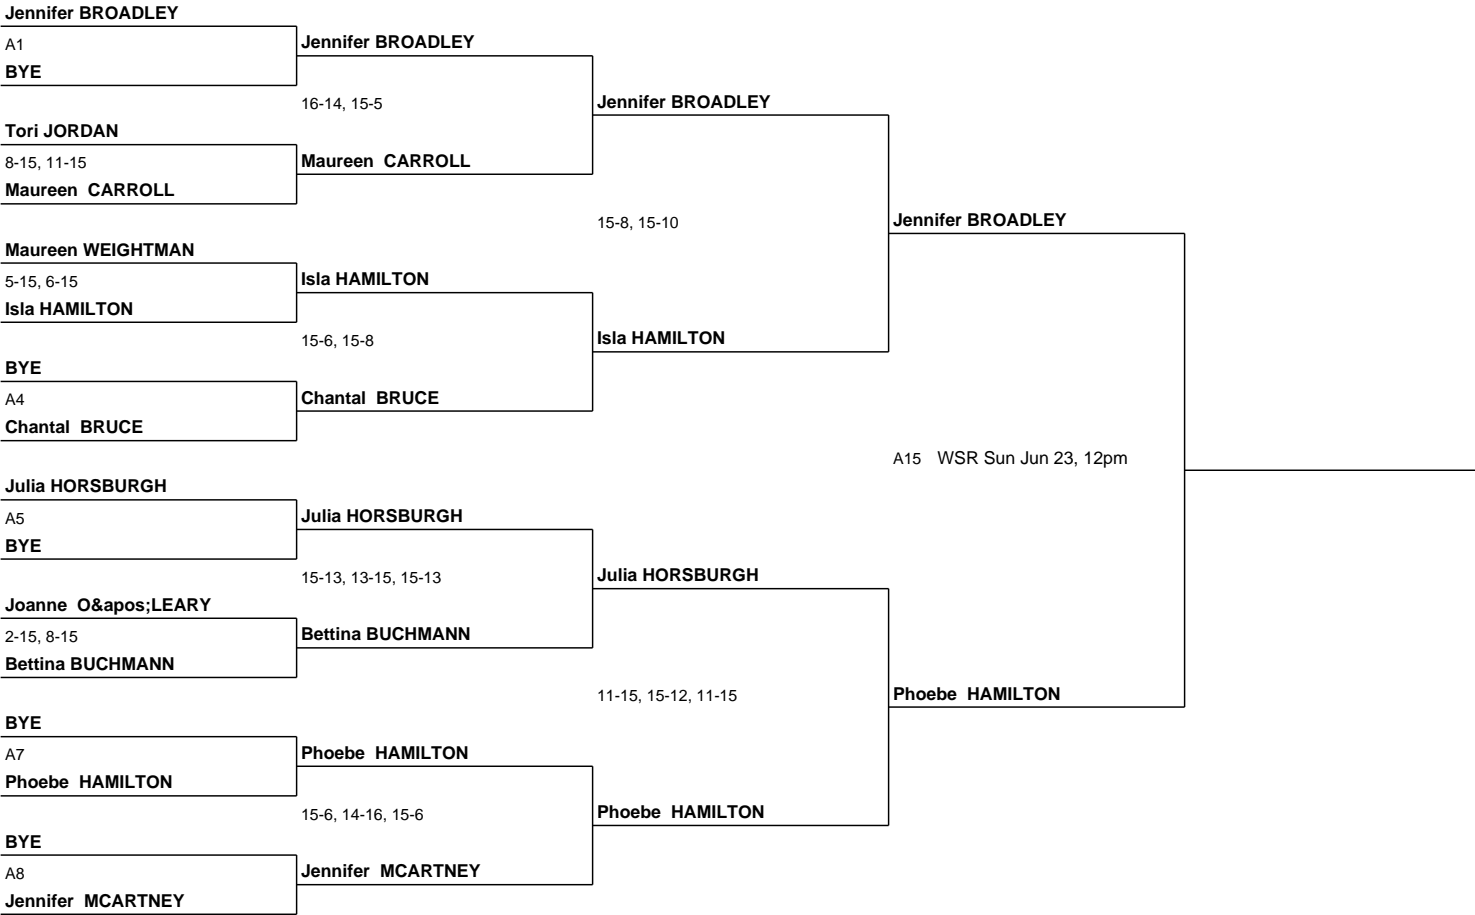 Jennifer BROADLEY
A1
BYE
Tori JORDAN
8-15, 11-15
Maureen  CARROLL
Maureen WEIGHTMAN
5-15, 6-15
Isla HAMILTON
BYE
A4
Chantal  BRUCE
Julia HORSBURGH
A5
BYE
Joanne  O&apos;LEARY
2-15, 8-15
Bettina BUCHMANN
BYE
A7
Phoebe  HAMILTON
BYE
A8
Jennifer  MCARTNEY
Jennifer BROADLEY
16-14, 15-5
Maureen  CARROLL
Isla HAMILTON
15-6, 15-8
Chantal  BRUCE
Julia HORSBURGH
15-13, 13-15, 15-13
Bettina BUCHMANN
Phoebe  HAMILTON
15-6, 14-16, 15-6
Jennifer  MCARTNEY
Jennifer BROADLEY
15-8, 15-10
Isla HAMILTON
Julia HORSBURGH
11-15, 15-12, 11-15
Phoebe  HAMILTON
Jennifer BROADLEY
A15 WSR Sun Jun 23, 12pm
Phoebe  HAMILTON